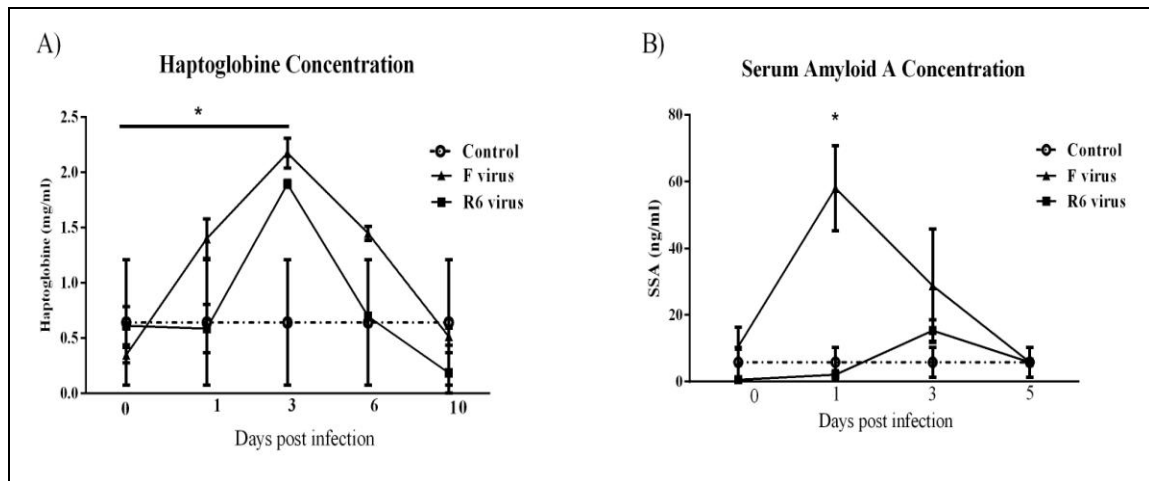 A)
Haptoglobine Concentration
*
2.5
2.0
1.5
1.0
0.5
0.0
Haptoglobine (mg/ml)
0 1 3 6 10
Days post infection
Control
F virus
R6 virus
B)
Serum Amyloid A Concentration
*
80
60
40
20
0
SSA (ng/ml)
0 1 3 5
Days post infection
Control
F virus
R6 virus